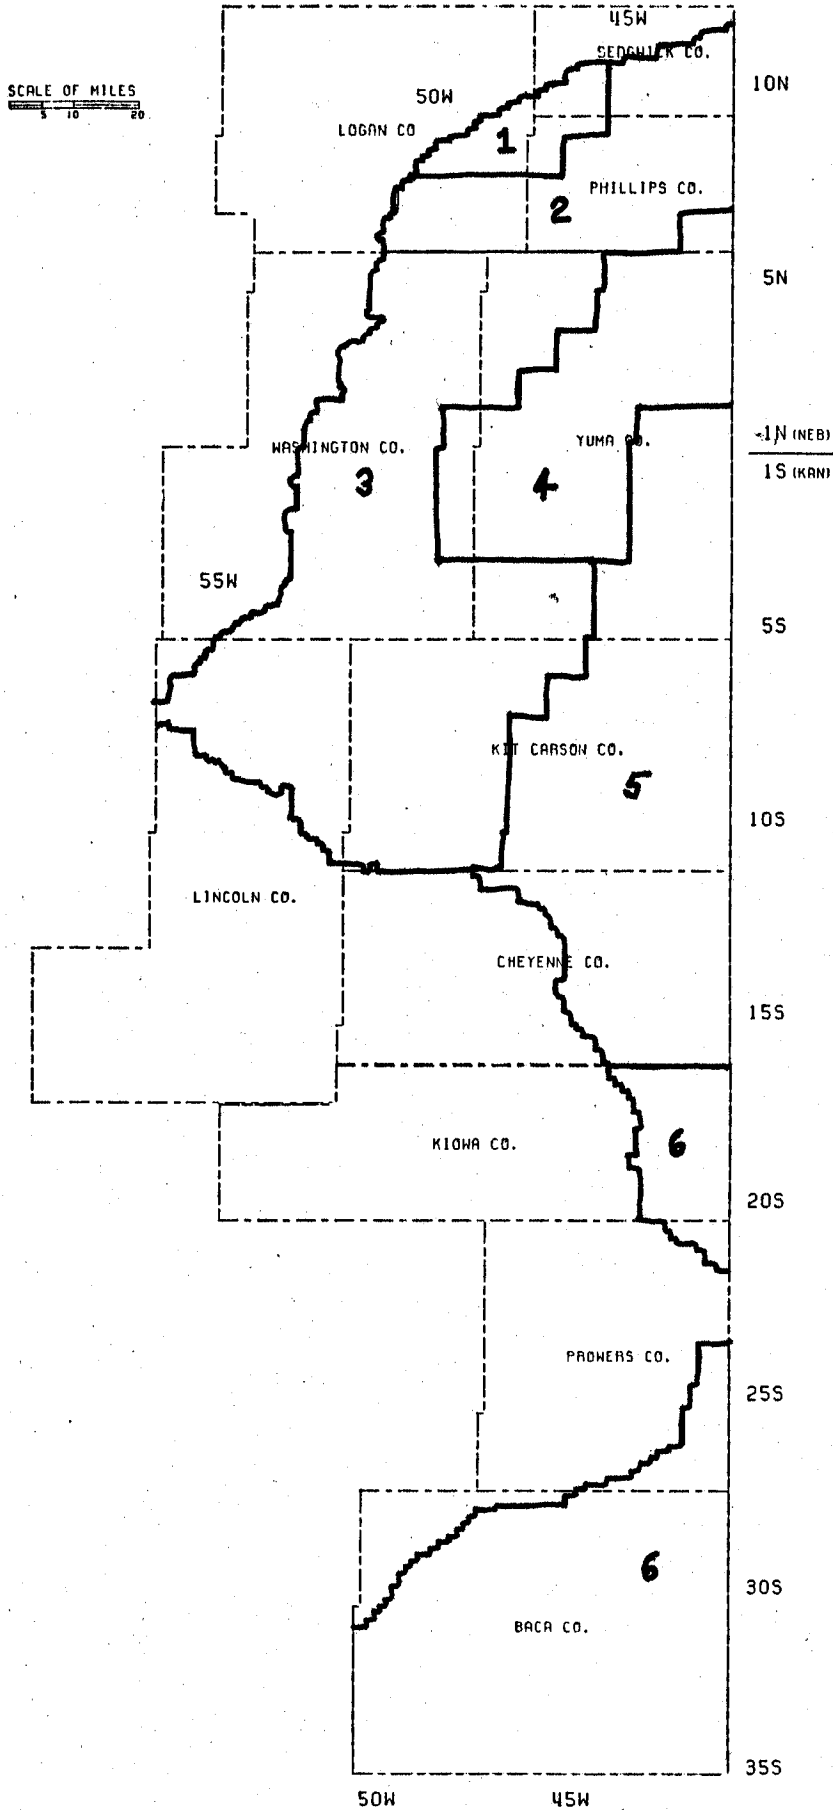 45W
SEDGWICK CO.
SCALE OF MILES
5 10 20
10N
50W
LOGAN CO
1
PHILLIPS CO.
2
5N
WASHINGTON CO.
YUMA CO.
1N (NEB)
1S (KAN)
3
4
55W
5S
KIT CARSON CO.
5
10S
LINCOLN CO.
CHEYENNE CO.
15S
KIOWA CO.
6
20S
PROWERS CO.
25S
6
30S
BACA CO.
35S
50W 45W